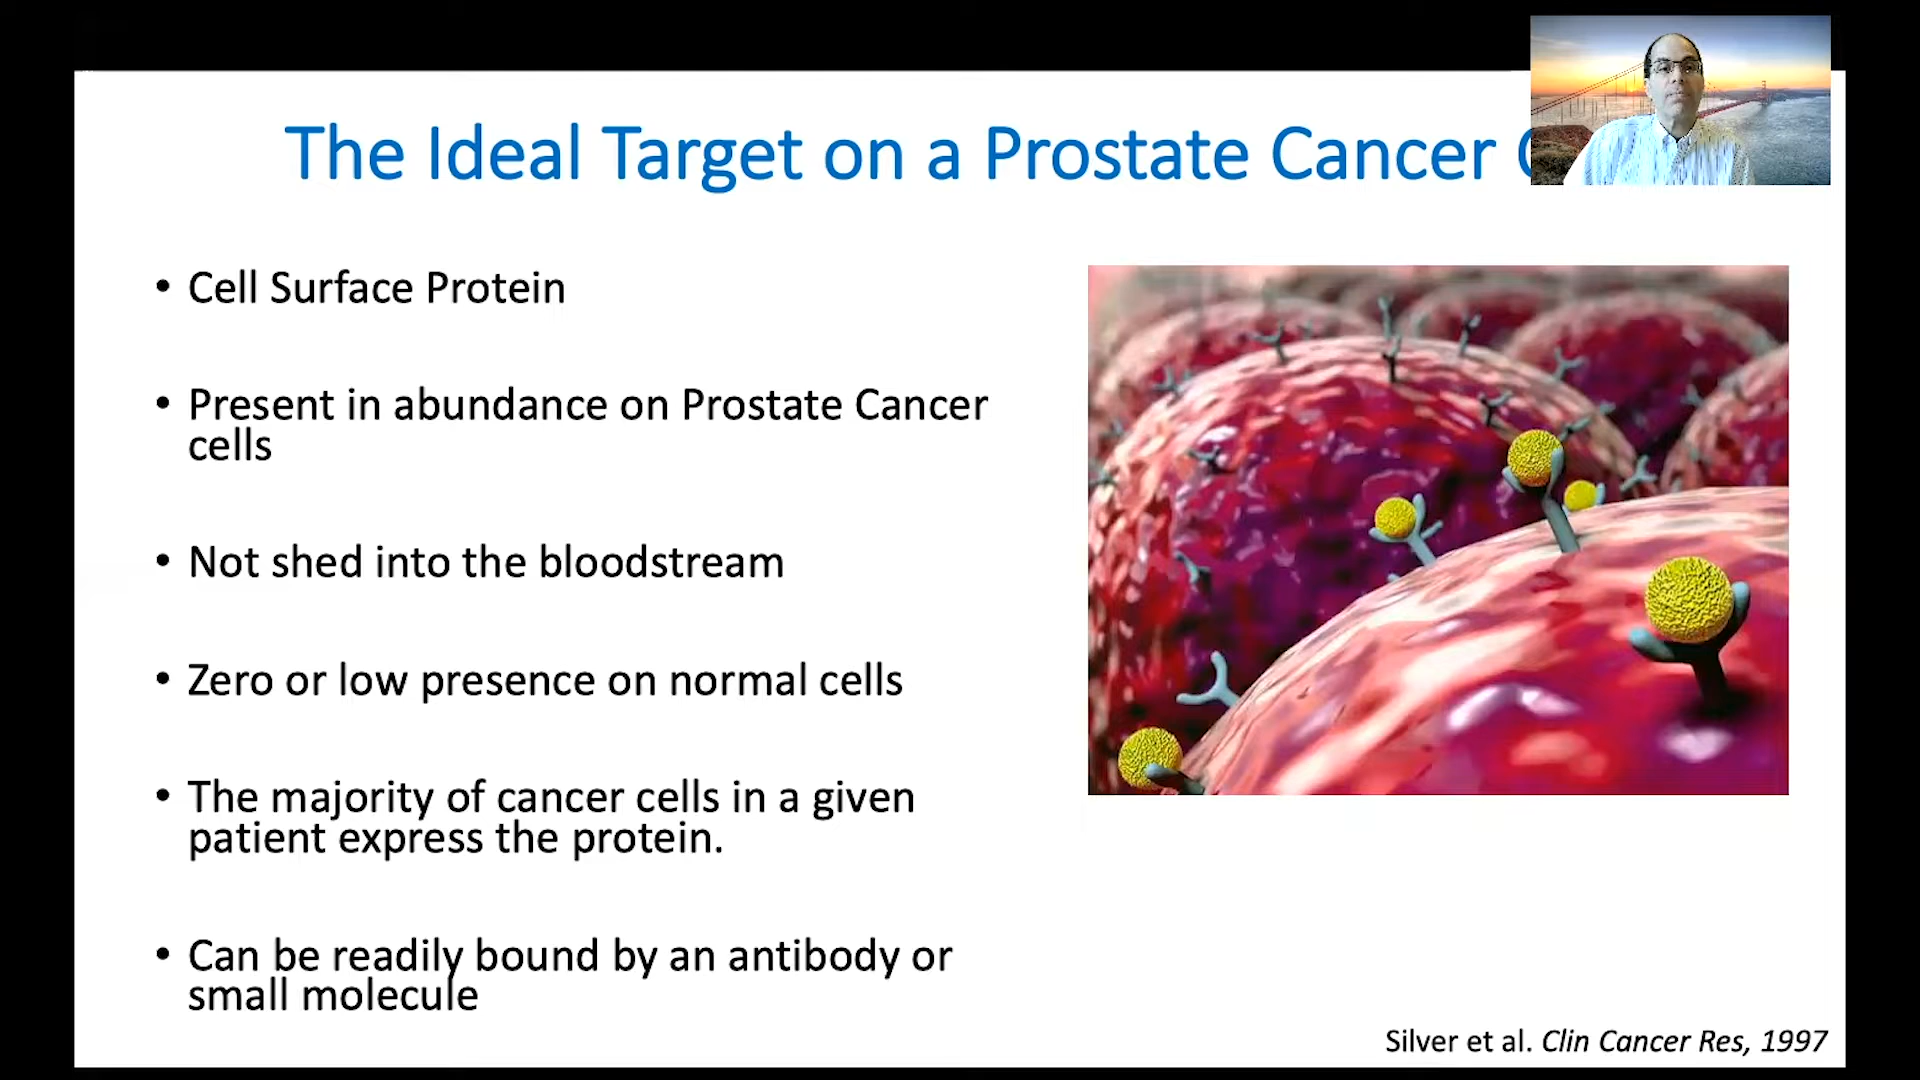 The Ideal Target on a Prostate Cancer
• Cell Surface Protein
• Present in abundance on Prostate Cancer
cells
• Not shed into the bloodstream
• Zero or low presence on normal cells
• The majority of cancer cells in a given
patient express the protein.
• Can be readily bound by an antibody or
small molecule
Silver et al. Clin Cancer Res, 1997